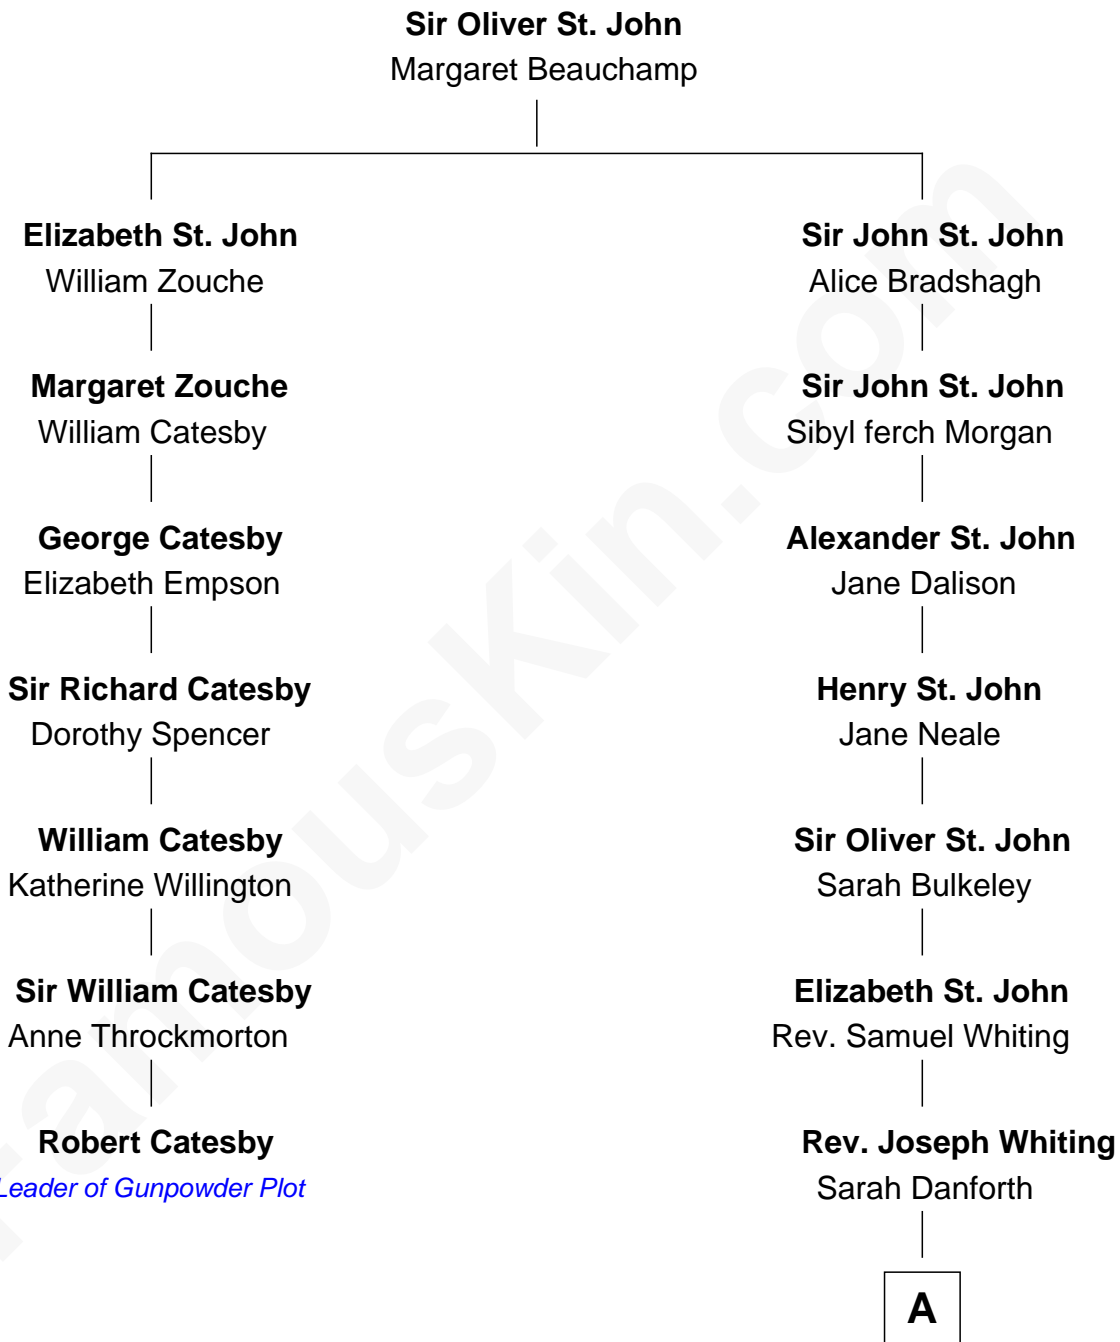 Sir Oliver St. John
Margaret Beauchamp
Elizabeth St. John
William Zouche
Sir John St. John
Alice Bradshagh
Margaret Zouche
William Catesby
Sir John St. John
Sibyl ferch Morgan
George Catesby
Elizabeth Empson
Alexander St. John
Jane Dalison
Sir Richard Catesby
Dorothy Spencer
Henry St. John
Jane Neale
William Catesby
Katherine Willington
Sir Oliver St. John
Sarah Bulkeley
Sir William Catesby
Anne Throckmorton
Elizabeth St. John
Rev. Samuel Whiting
Robert Catesby
Leader of Gunpowder Plot
Rev. Joseph Whiting
Sarah Danforth
A
FamousKin.com